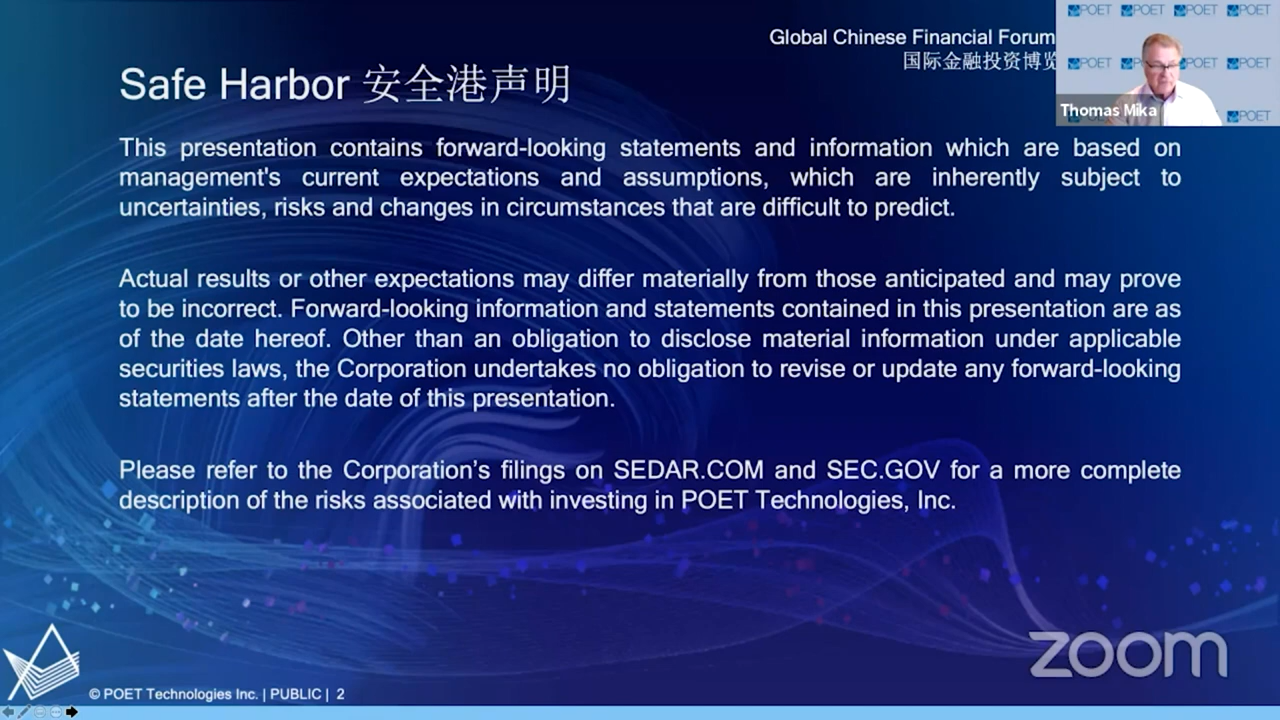 Global Chinese Financial Forum
国际金融投资博览
Safe Harbor 安全港声明
POET POET POET POET
POET POET
Thomas Mika
POET
This presentation contains forward-looking statements and information which are based on
management's current expectations and assumptions, which are inherently subject to
uncertainties, risks and changes in circumstances that are difficult to predict.
Actual results or other expectations may differ materially from those anticipated and may prove
to be incorrect. Forward-looking information and statements contained in this presentation are as
of the date hereof. Other than an obligation to disclose material information under applicable
securities laws, the Corporation undertakes no obligation to revise or update any forward-looking
statements after the date of this presentation.
Please refer to the Corporation’s filings on SEDAR.COM and SEC.GOV for a more complete
description of the risks associated with investing in POET Technologies, Inc.
zoom
© POET Technologies Inc. | PUBLIC | 2